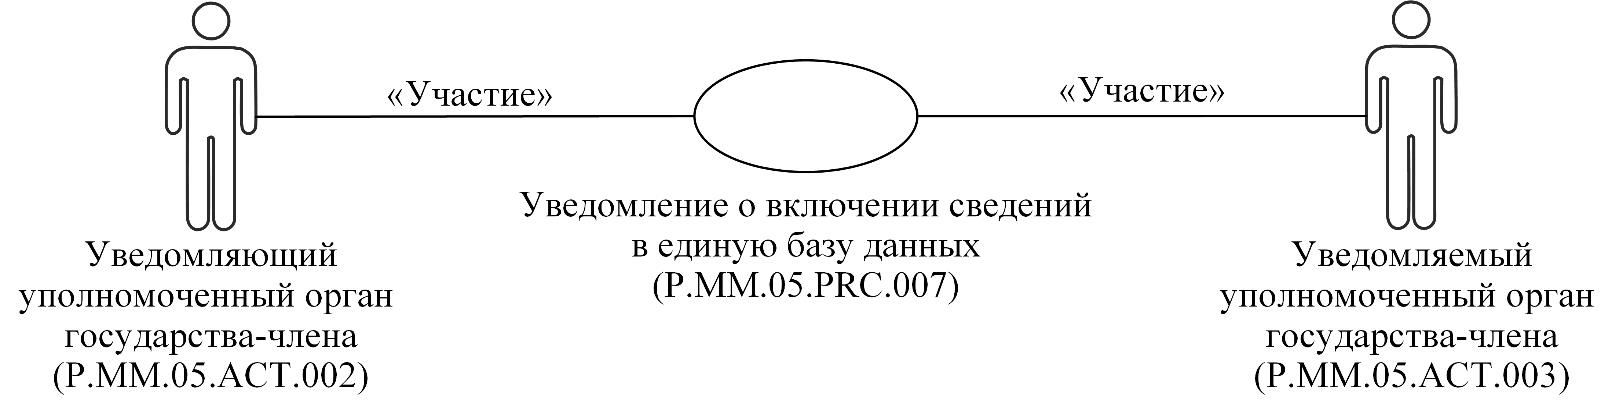 «Участие»
«Участие»
Уведомление о включении сведений
в единую базу данных
(P.MM.05.PRC.007)
Уведомляющий
уполномоченный орган
государства-члена
(P.MM.05.ACT.002)
Уведомляемый
уполномоченный орган
государства-члена
(P.MM.05.ACT.003)